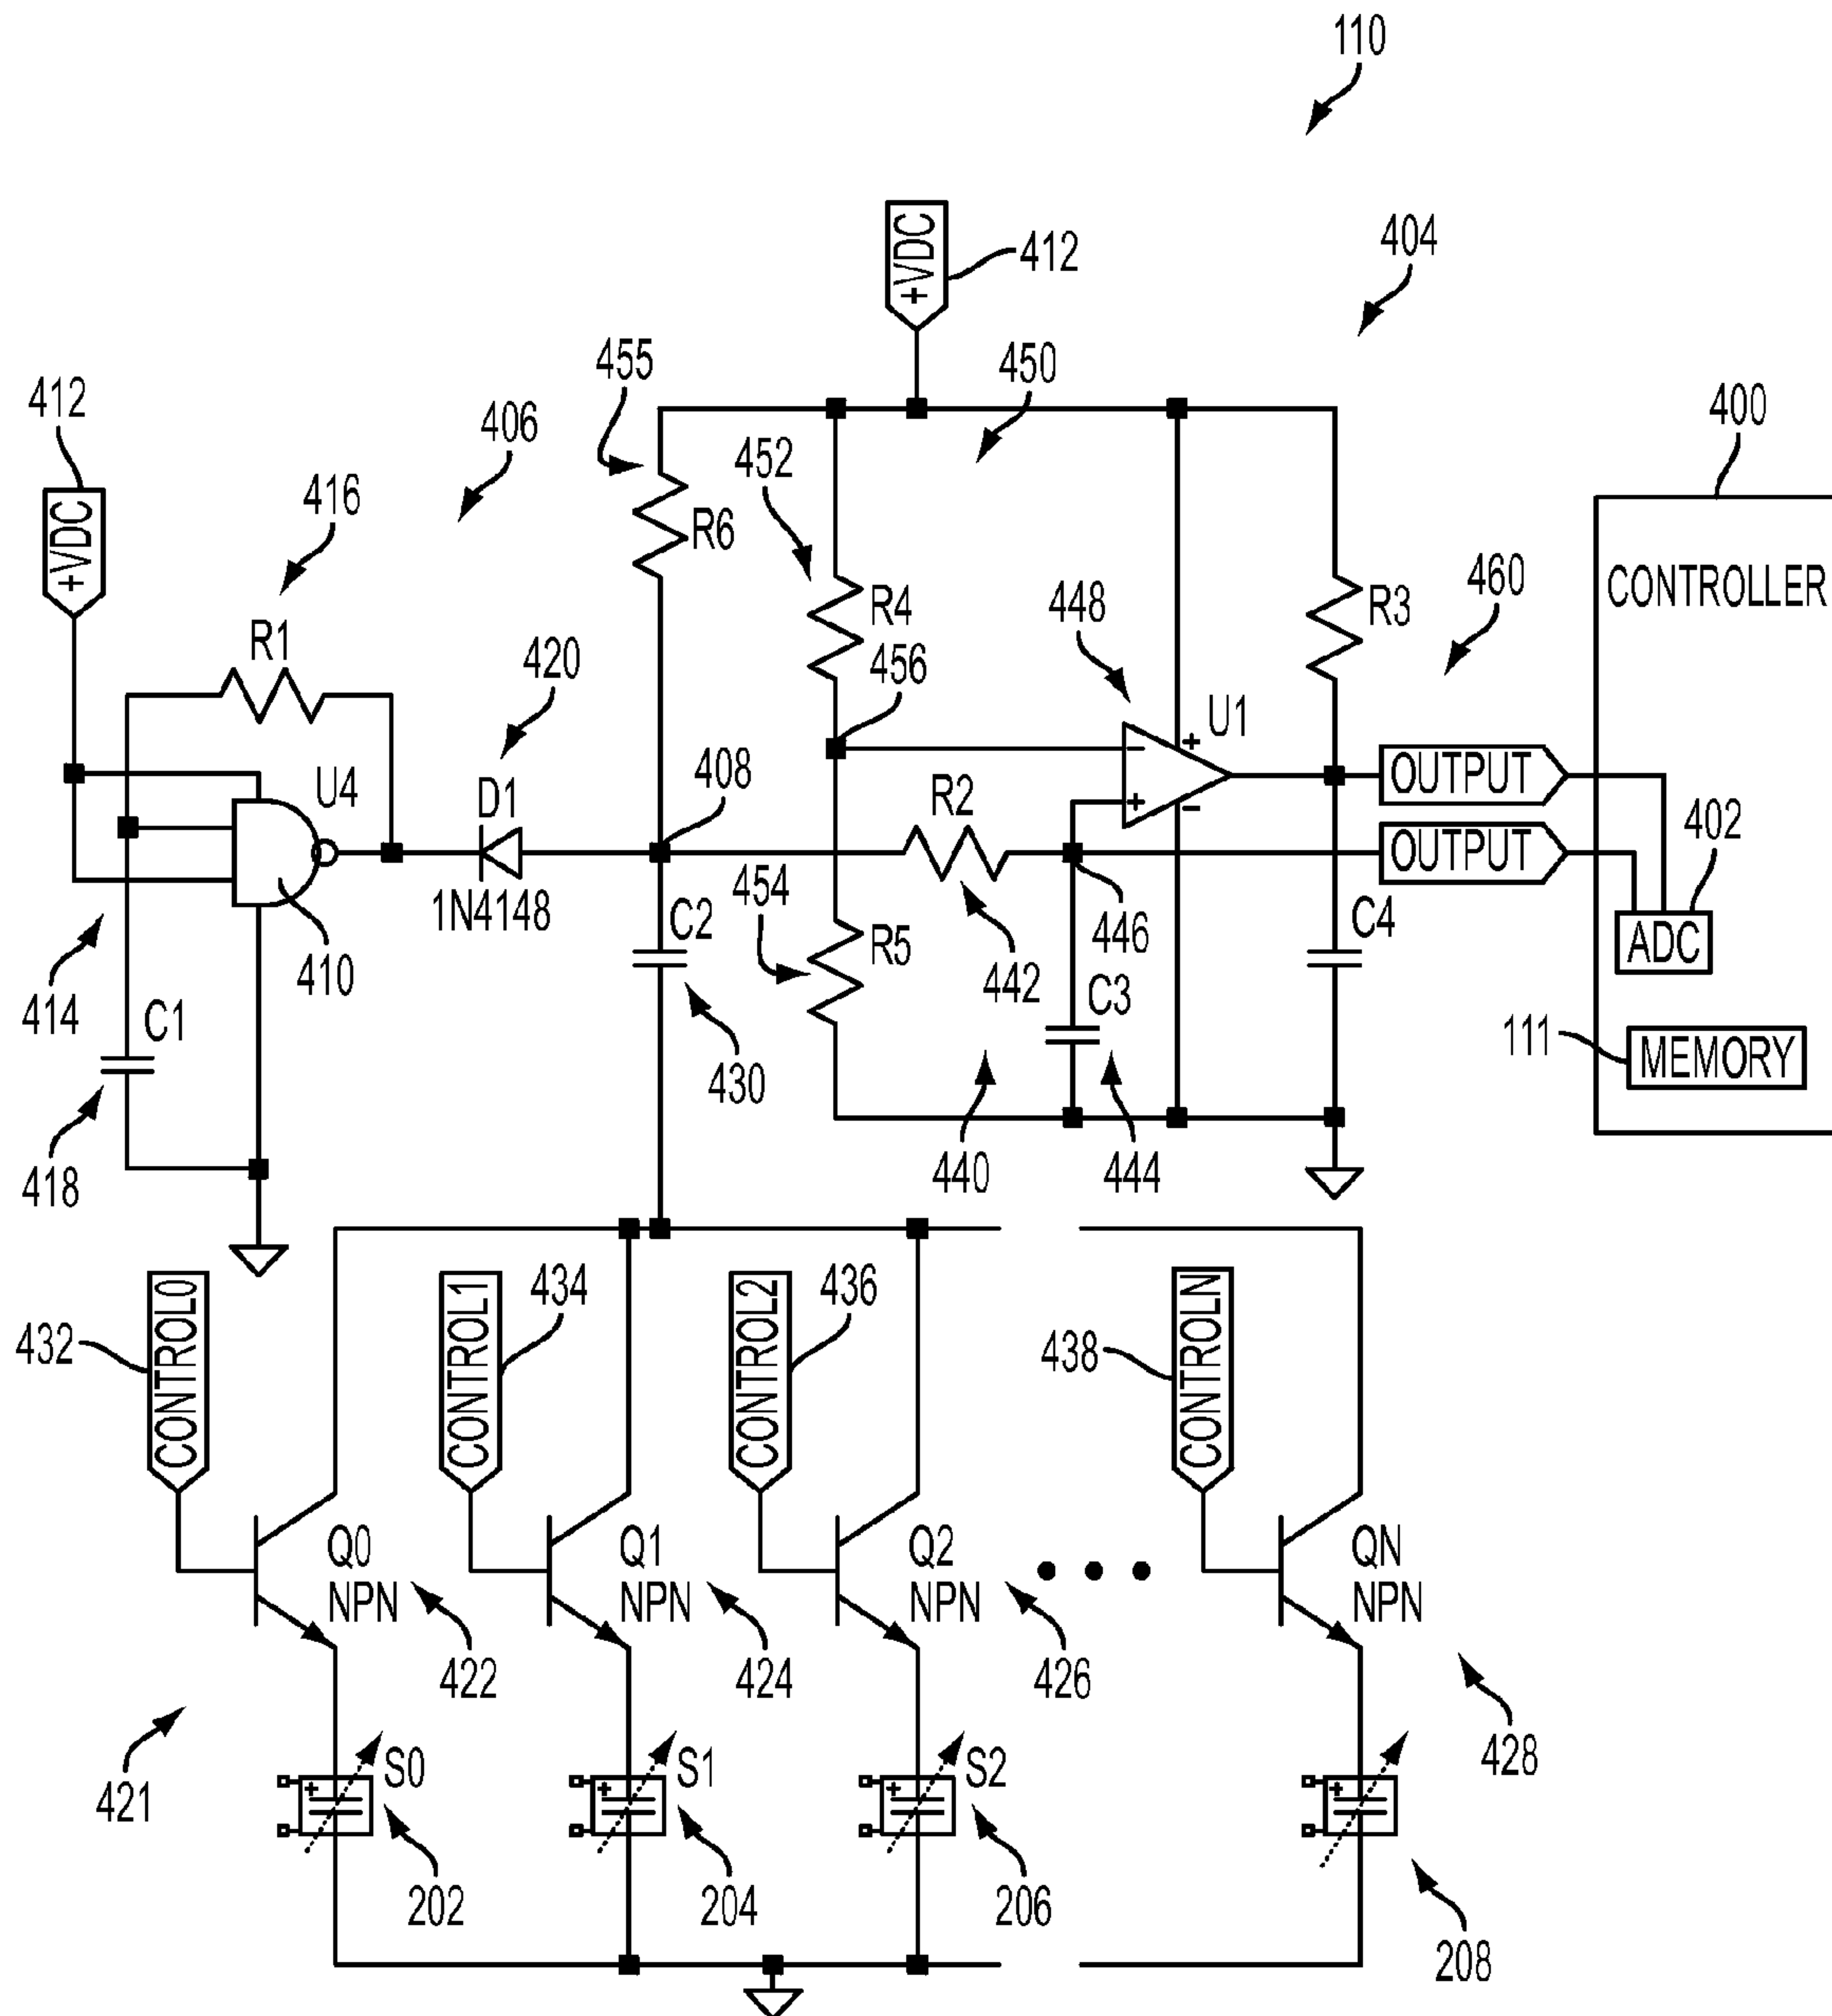 110
404
+VDC
412
455
450
412
406
400
452
416
+VDC
R6
460
CONTROLLER
R4
448
R3
R1
420
456
U1
408
−
+
OUTPUT
U4
D1
R2
+
−
402
OUTPUT
454
1N4148
C2
446
C4
R5
ADC
410
442
414
C1
C3
111
MEMORY
430
418
440
444
CONTROL0
CONTROL1
434
CONTROL2
436
CONTROLN
432
438
Q0
NPN
Q1
NPN
Q2
NPN
QN
NPN
422
424
426
428
421
S0
S1
S2
+
+
+
+
202
204
206
208